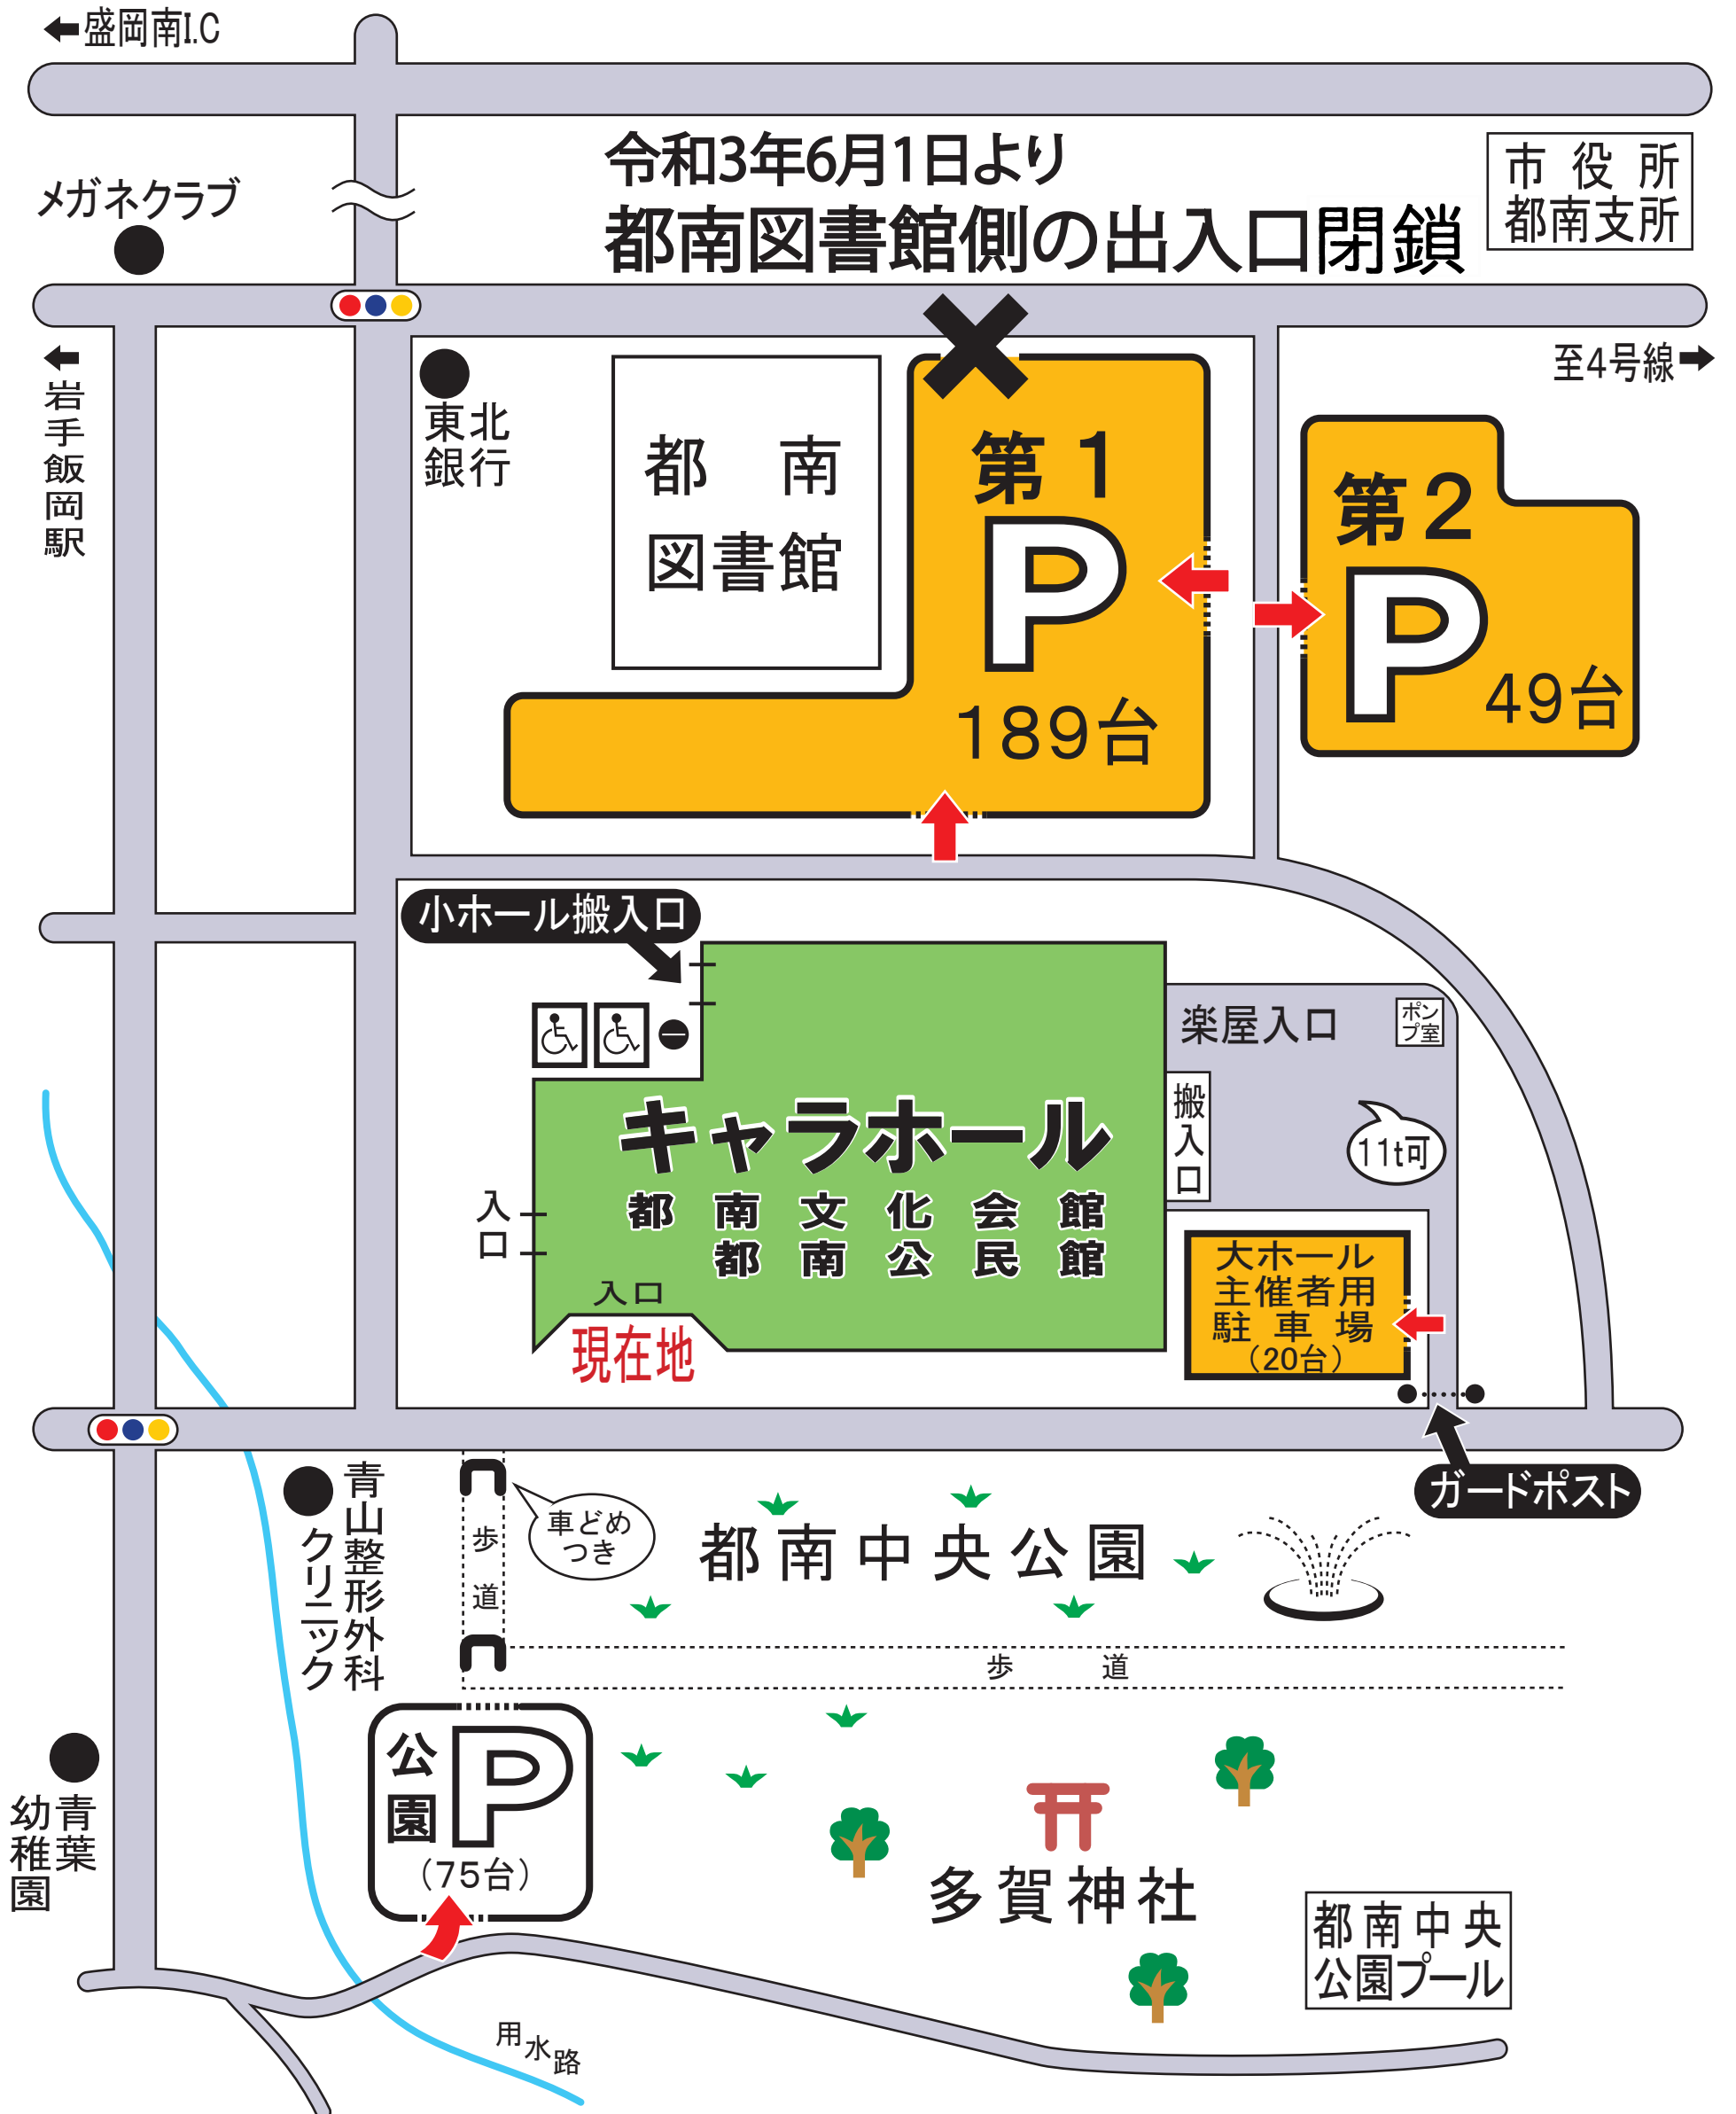 盛岡南I.C
令和3年6月1日より
都南図書館側の出入口閉鎖
市役所
都南支所
メガネクラブ
岩手飯岡駅
至4号線
東北
銀行
都南
図書館
第1
P
189台
第2
P
49台
小ホール搬入口
楽屋入口
ポン
プ室
搬入口
11t可
キャラホール
都南文化会館
都南公民館
入口
入口
現在地
大ホール
主催者用
駐車場
(20台)
ガードポスト
青山整形外科
クリニック
歩道
車どめ
つき
都南中央公園
歩道
公園
P
(75台)
青葉
幼稚園
多賀神社
都南中央
公園プール
用水路